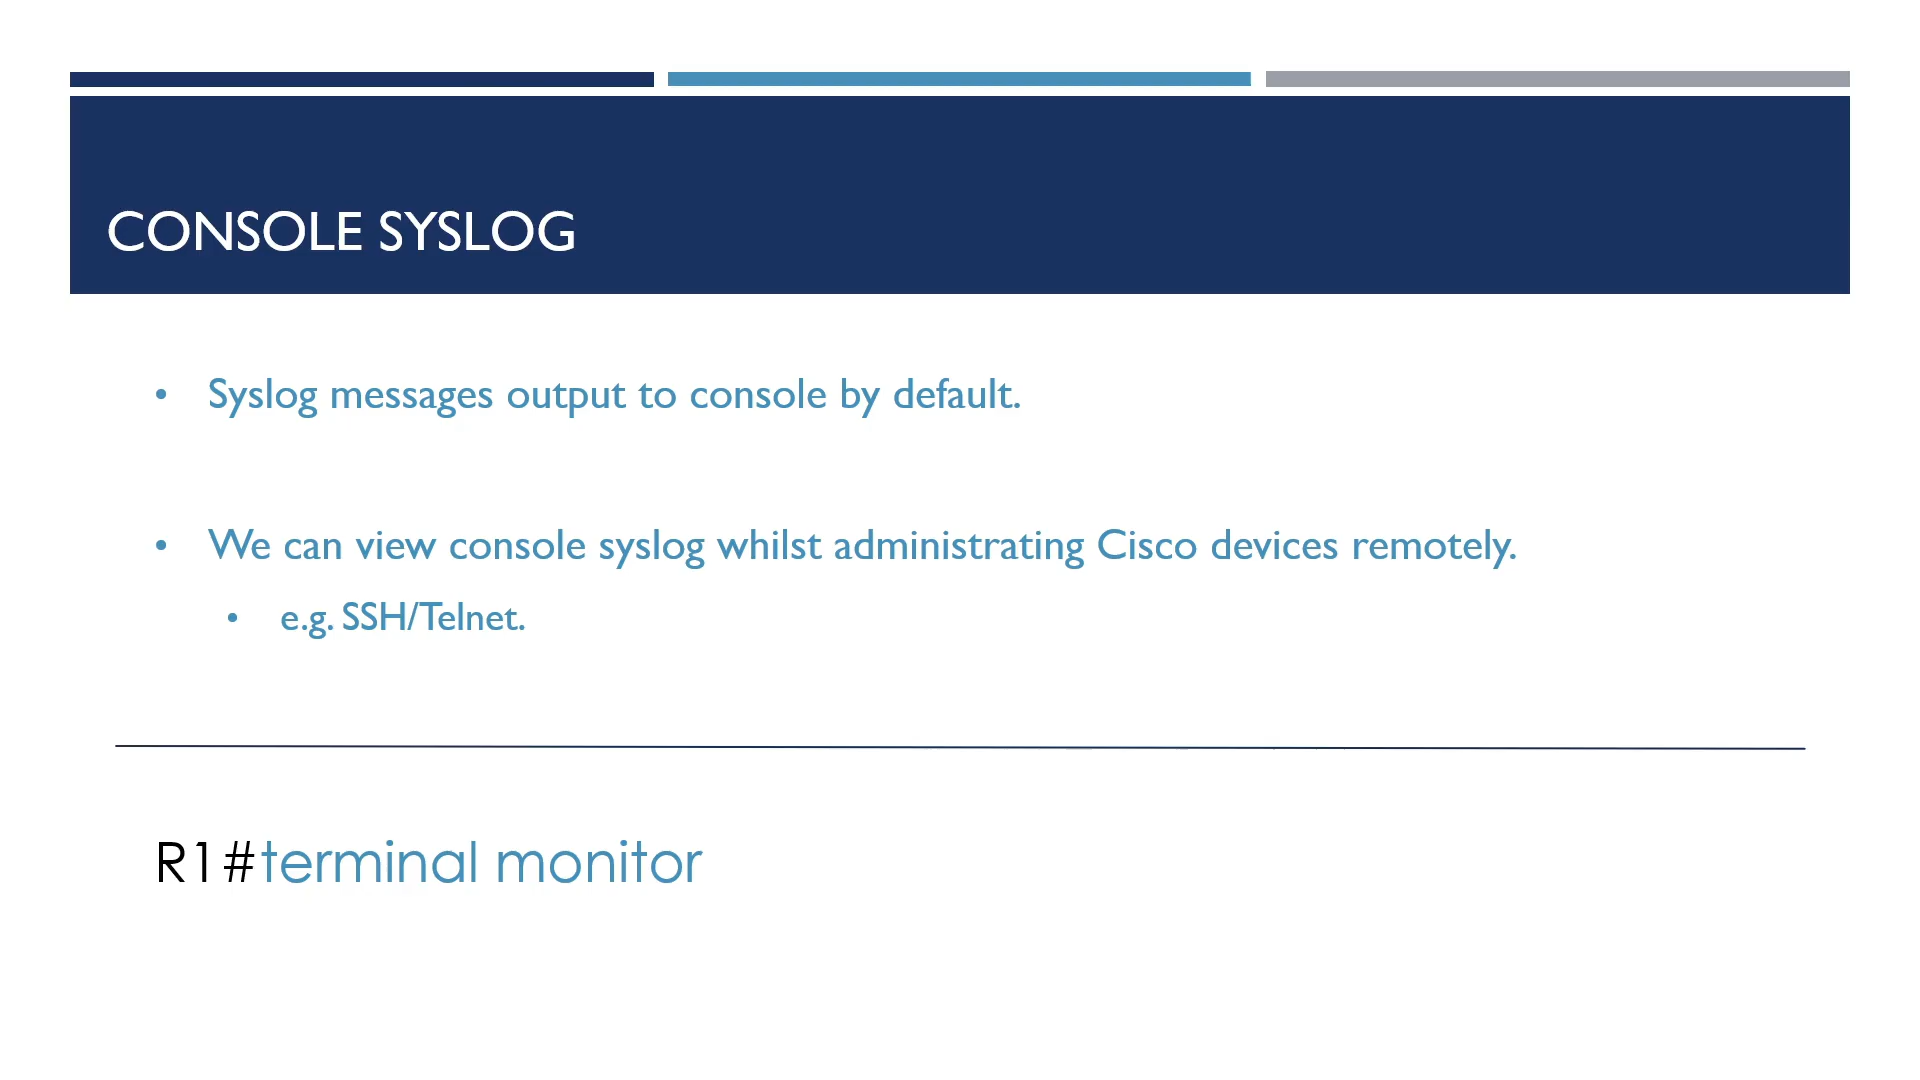 CONSOLE SYSLOG
• Syslog messages output to console by default.
• We can view console syslog whilst administrating Cisco devices remotely.
• e.g. SSH/Telnet.
R1#terminal monitor